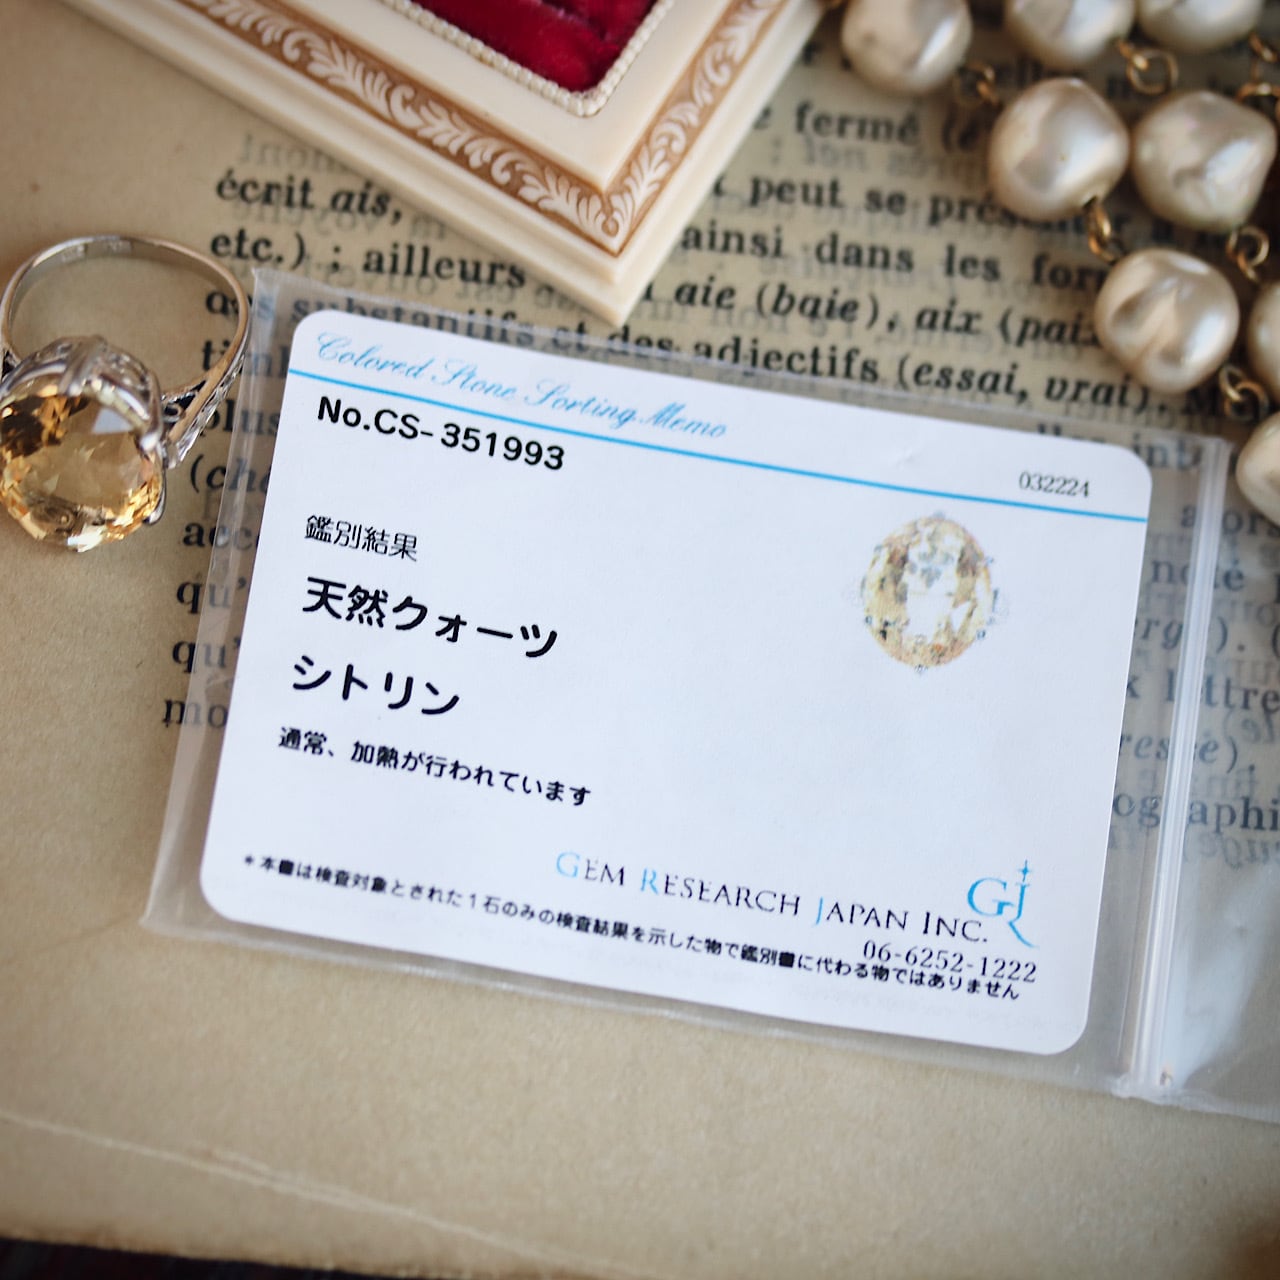 fermé
écrit ais,
peut se
etc.) ; ailleurs
ainsi dans les
aie (baie), aix (paix
substantifs et des adjectifs (essai, vrai).
Colored Stone Sorting Memo
No.CS-351993
032224
鑑別結果
天然クォーツ
シトリン
通常、加熱が行われています
GEM RESEARCH JAPAN INC.
GRJ
06-6252-1222
*本書は検査対象とされた1石のみの検査結果を示した物で鑑別書に代わる物ではありません